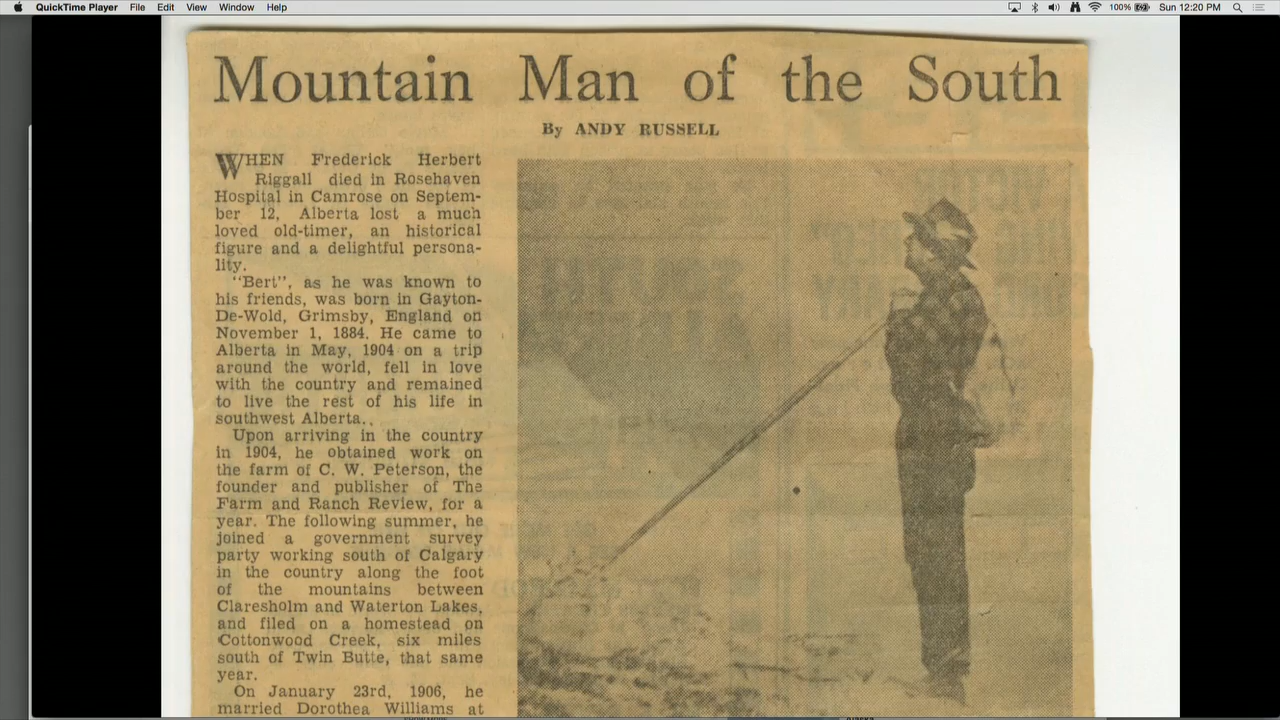 QuickTime Player File Edit View Window Help 100% Sun 12:20 PM
Mountain Man of the South
By ANDY RUSSELL
WHEN Frederick Herbert
Riggall died in Rosehaven
Hospital in Camrose on Septem-
ber 12, Alberta lost a much
loved old-timer, an historical
figure and a delightful persona-
lity.
"Bert", as he was known to
his friends, was born in Gayton-
De-Wold, Grimsby, England on
November 1, 1884. He came to
Alberta in May, 1904 on a trip
around the world, fell in love
with the country and remained
to live the rest of his life in
southwest Alberta..
Upon arriving in the country
in 1904, he obtained work on
the farm of C. W. Peterson, the
founder and publisher of The
Farm and Ranch Review, for a
year. The following summer, he
joined a government survey
party working south of Calgary
in the country along the foot
of the mountains between
Claresholm and Waterton Lakes,
and filed on a homestead on
Cottonwood Creek, six miles
south of Twin Butte, that same
year.
On January 23rd, 1906, he
married Dorothea Williams at